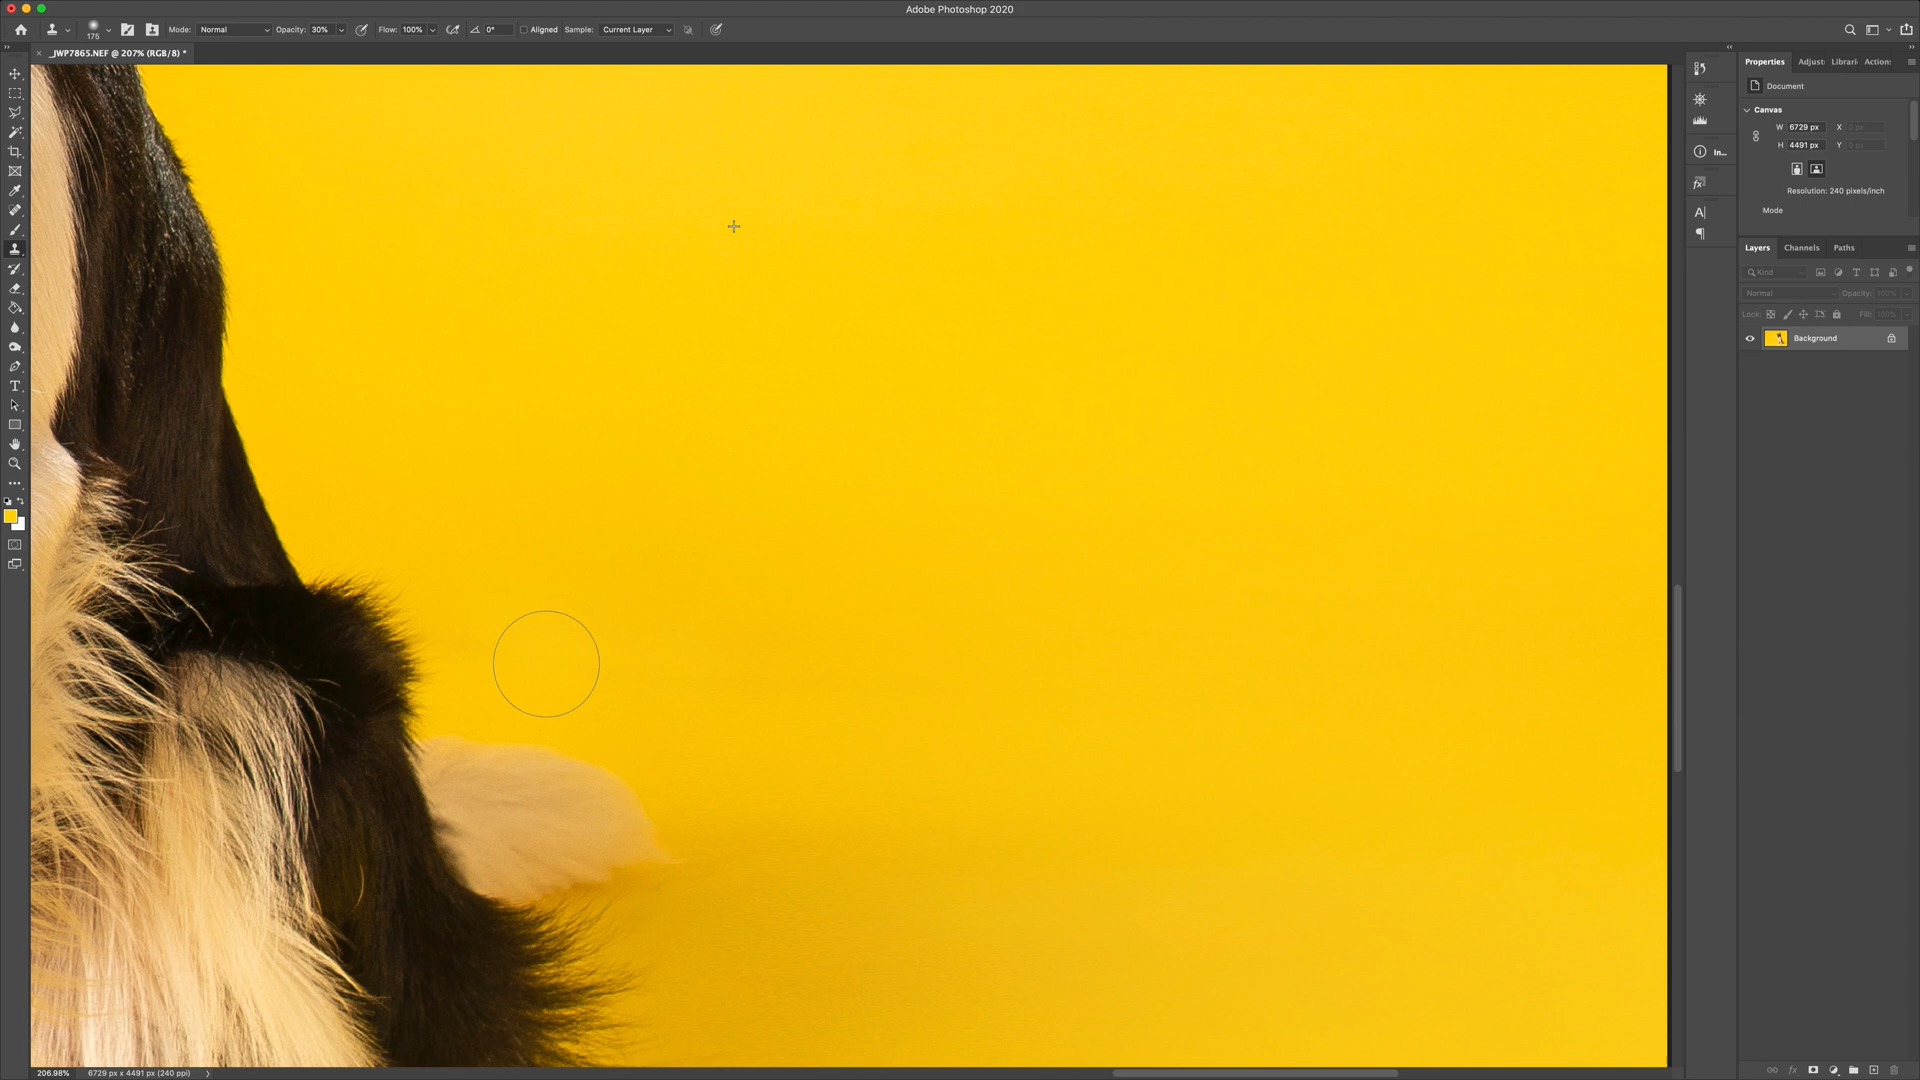 Adobe Photoshop 2020
175
Mode: Normal Opacity: 30% Flow: 100% 0° Aligned Sample: Current Layer
× _JWP7865.NEF @ 207% (RGB/8) *
Properties Adjust Librari Action:
Document
Canvas
W 6729 px X 0 px
H 4491 px Y 0 px
In...
Resolution: 240 pixels/inch
Mode
Layers Channels Paths
Kind
Normal Opacity: 100%
Lock: Fill: 100%
Background
206.98% 6729 px x 4491 px (240 ppi)